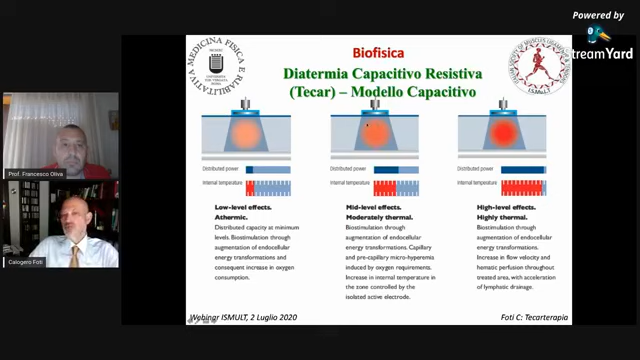 Powered by
StreamYard
MEDICINA FISICA E RIABILITATIVA
I.S.Mu.L.T.
Biofisica
Diatermia Capacitivo Resistiva
(Tecar) – Modello Capacitivo
Prof. Francesco Oliva
Calogero Foti
Distributed power
Internal temperature
Distributed power
Internal temperature
Distributed power
Internal temperature
Low-level effects.
Athermic.
Distributed capacity at minimum
levels. Biostimulation through
augmentation of endocellular
energy transformations and
consequent increase in oxygen
consumption.
Mid-level effects.
Moderately thermal.
Biostimulation through
augmentation of endocellular
energy transformations. Capillary
and pre-capillary micro-hyperemia
induced by oxygen requirements.
Increase in internal temperature in
the zone controlled by the
isolated active electrode.
High-level effects.
Highly thermal.
Biostimulation through
augmentation of endocellular
energy transformations.
Increase in flow velocity and
hematic perfusion throughout
treated area, with acceleration
of lymphatic drainage.
Webinar ISMULT, 2 Luglio 2020
Foti C: Tecarterapia